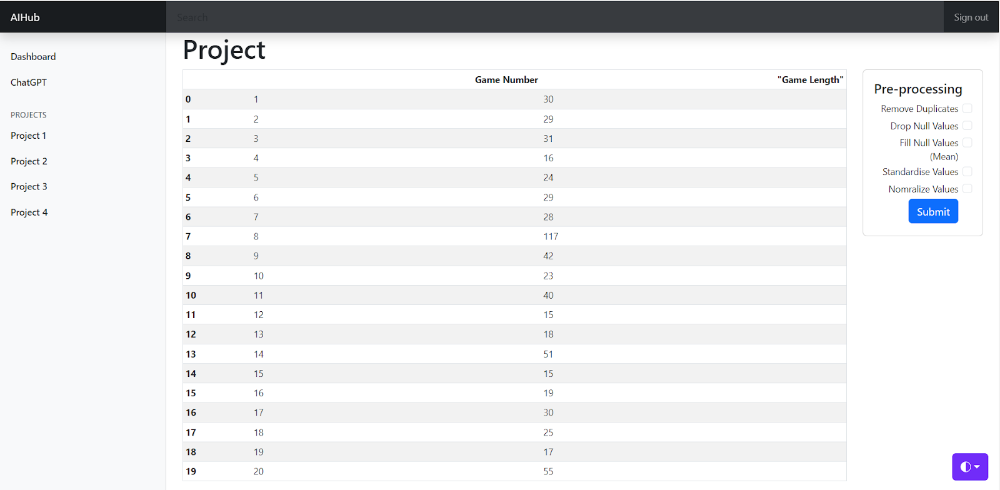 AIHub Search Sign out
Dashboard
ChatGPT
PROJECTS
Project 1
Project 2
Project 3
Project 4
Project
Game Number "Game Length"
0 1 30
1 2 29
2 3 31
3 4 16
4 5 24
5 6 29
6 7 28
7 8 117
8 9 42
9 10 23
10 11 40
11 12 15
12 13 18
13 14 51
14 15 15
15 16 19
16 17 30
17 18 25
18 19 17
19 20 55
Pre-processing
Remove Duplicates
Drop Null Values
Fill Null Values
(Mean)
Standardise Values
Nomralize Values
Submit